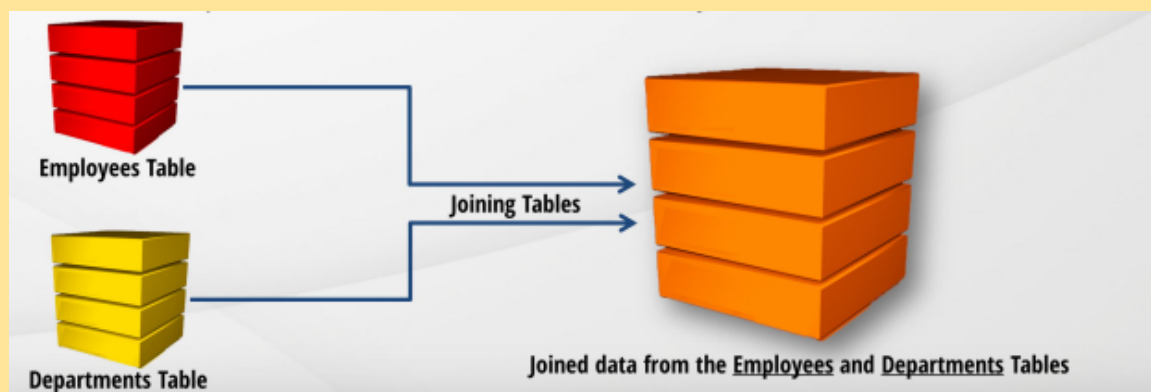 Employees Table
Joining Tables
Departments Table
Joined data from the Employees and Departments Tables